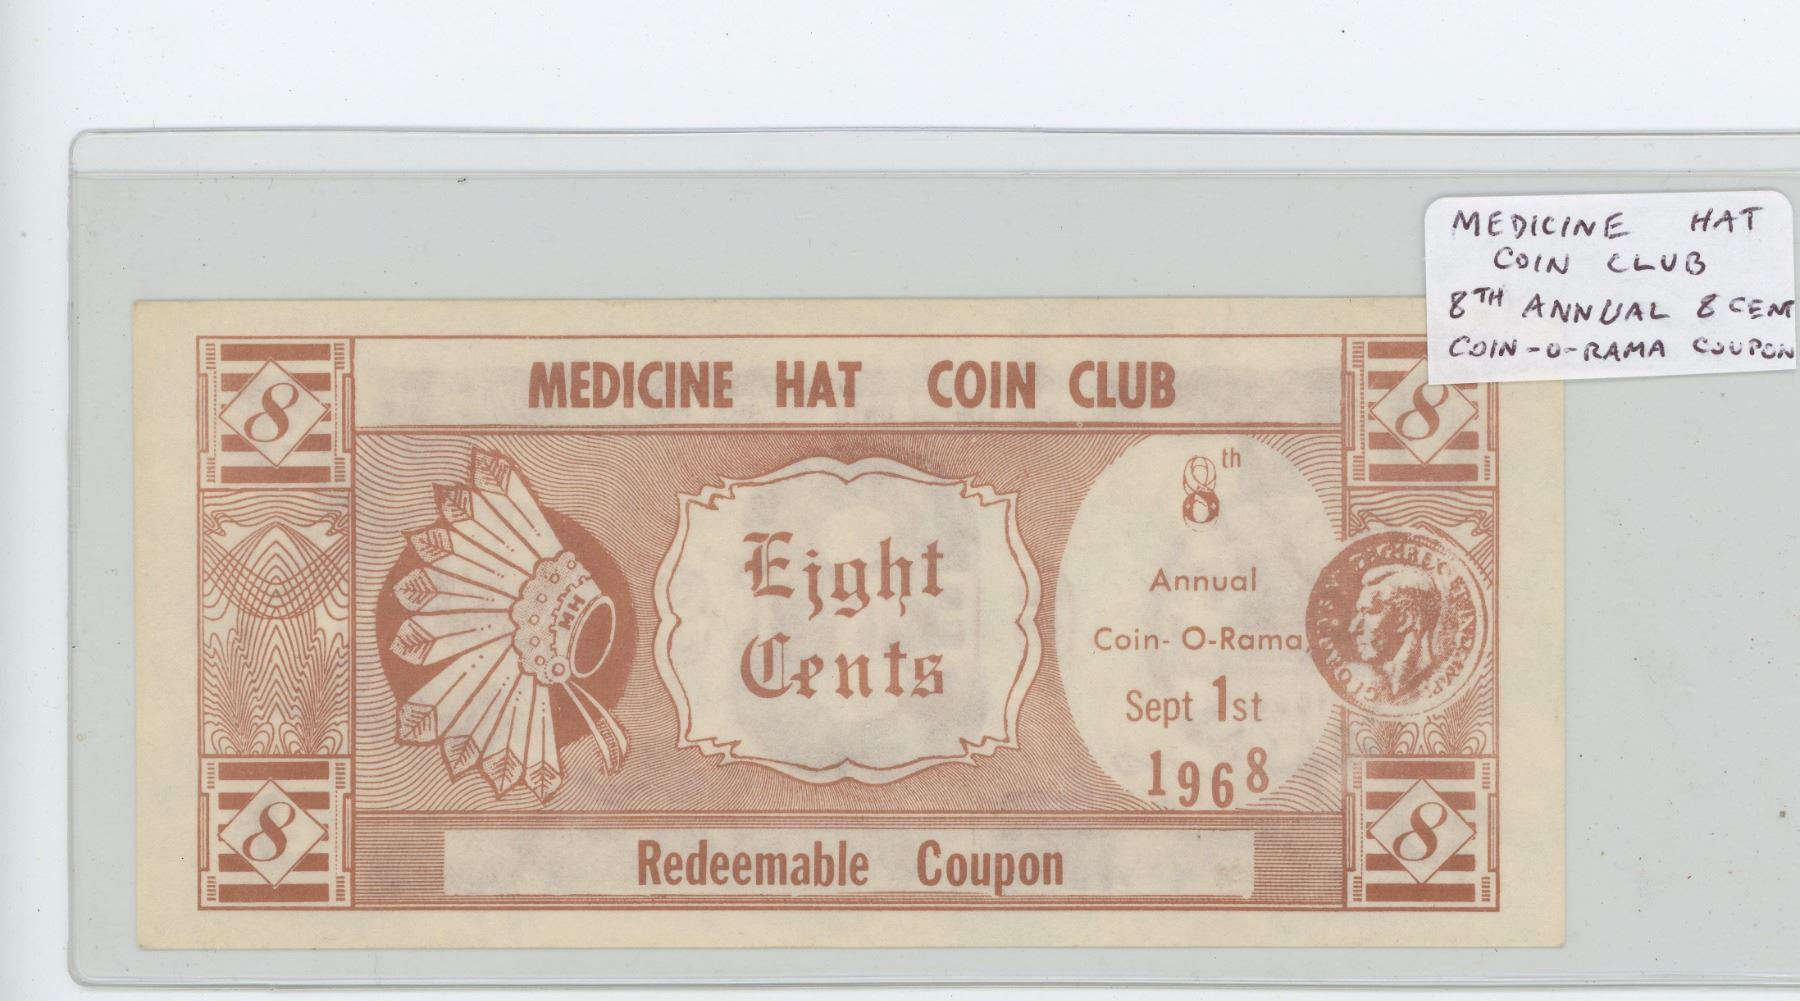 MEDICINE HAT
COIN CLUB
8TH ANNUAL 8 CENT
COIN-O-RAMA COUPON
8
MEDICINE HAT COIN CLUB
8
8th
Annual
Coin- O-Rama,
Sept 1st
1968
MH
Eight
Cents
8
Redeemable Coupon
8